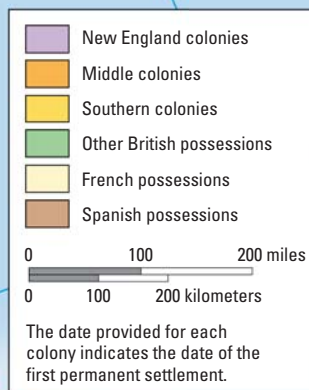 New England colonies
Middle colonies
Southern colonies
Other British possessions
French possessions
Spanish possessions
0 100 200 miles
0 100 200 kilometers
The date provided for each
colony indicates the date of the
first permanent settlement.